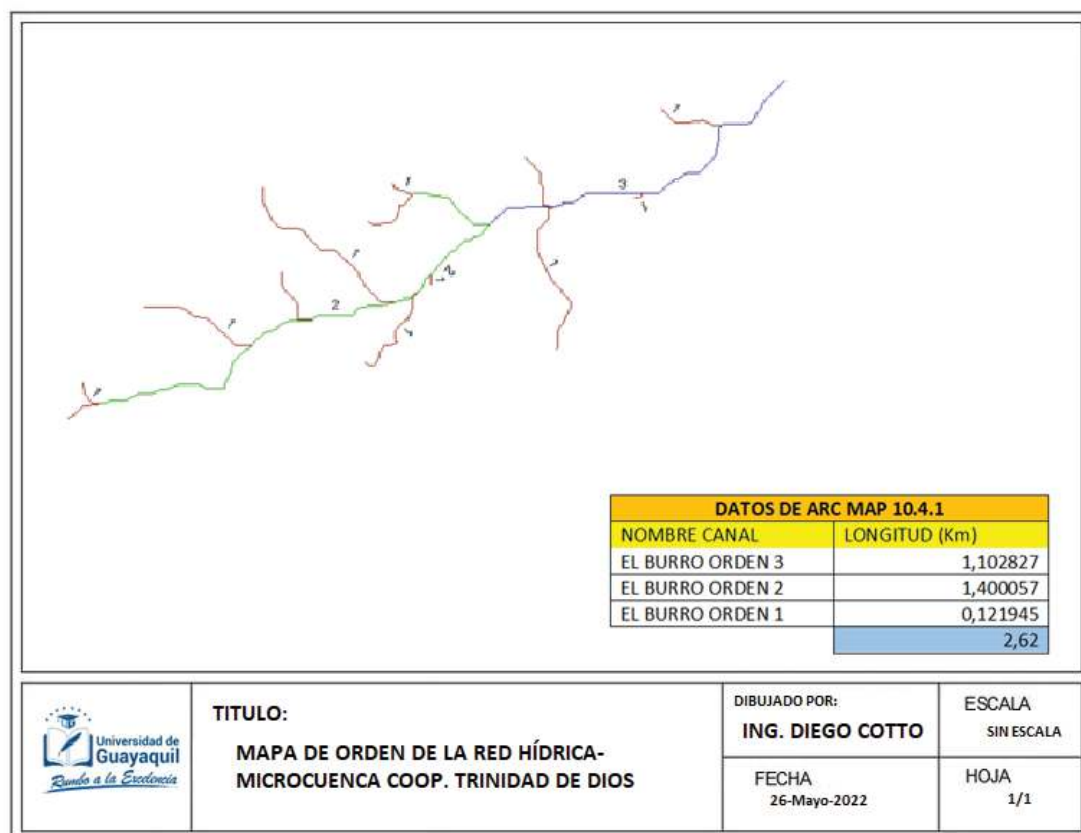 3
2
DATOS DE ARC MAP 10.4.1
NOMBRE CANAL LONGITUD (Km)
EL BURRO ORDEN 3 1,102827
EL BURRO ORDEN 2 1,400057
EL BURRO ORDEN 1 0,121945
2,62
Universidad de
Guayaquil
Rumbo a la Excelencia
TITULO:
MAPA DE ORDEN DE LA RED HÍDRICA-
MICROCUENCA COOP. TRINIDAD DE DIOS
DIBUJADO POR:
ING. DIEGO COTTO
ESCALA
SIN ESCALA
FECHA
26-Mayo-2022
HOJA
1/1